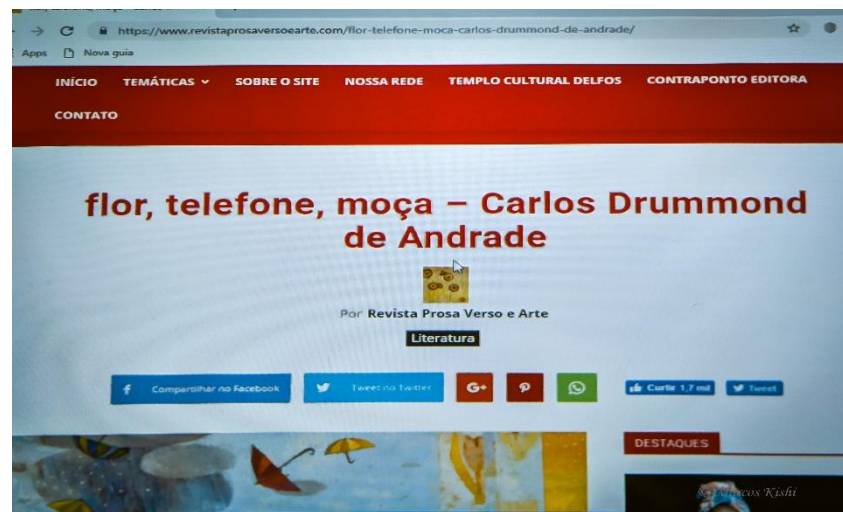 https://www.revistaprosaversoearte.com/flor-telefone-moca-carlos-drummond-de-andrade/
Apps Nova guia
INÍCIO TEMÁTICAS SOBRE O SITE NOSSA REDE TEMPLO CULTURAL DELFOS CONTRAPONTO EDITORA
CONTATO
flor, telefone, moça – Carlos Drummond
de Andrade
Por Revista Prosa Verso e Arte
Literatura
Compartilhar no Facebook Tweet no Twitter G+ Curtir 1,7 mil Tweet
DESTAQUES
Marcos Kishi